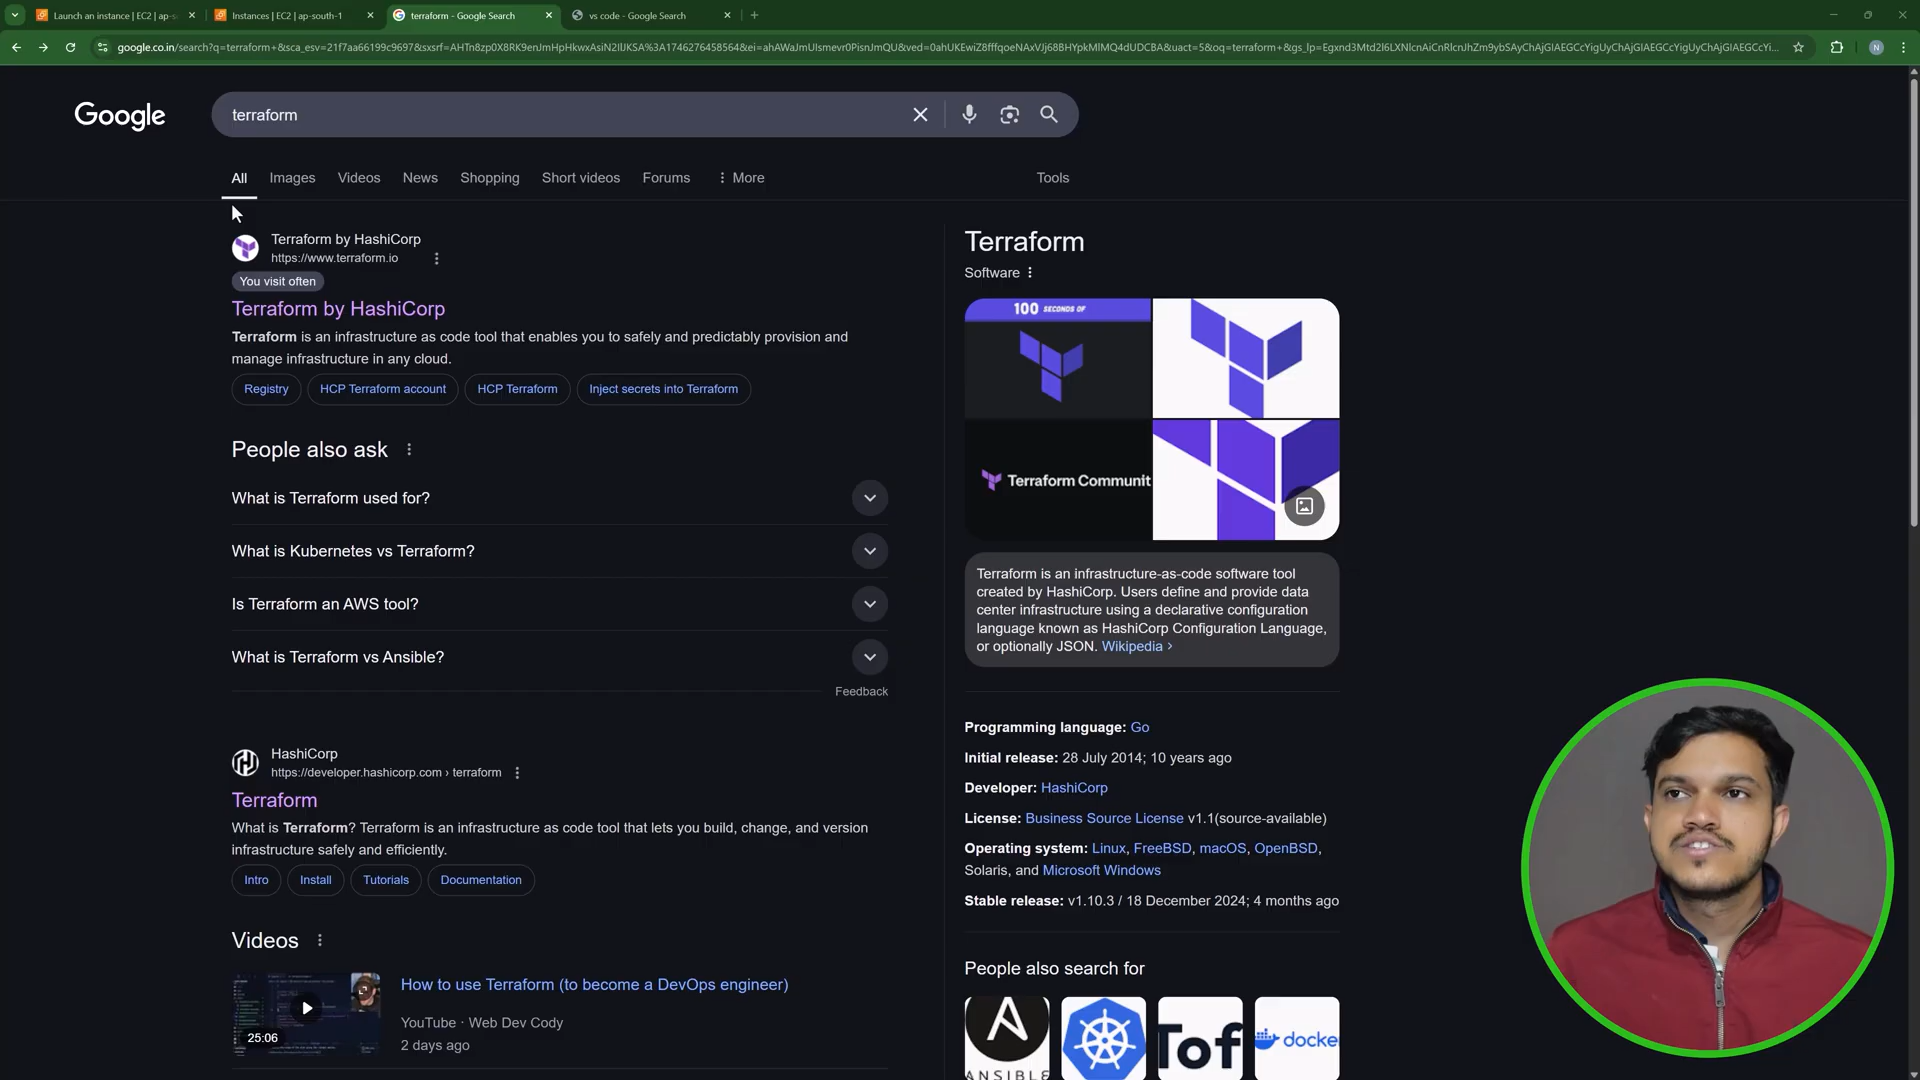 Launch an instance | EC2 | ap-s
Instances | EC2 | ap-south-1
terraform - Google Search
vs code - Google Search
google.co.in/search?q=terraform+&sca_esv=21f7aa66199c9697&sxsrf=
N
Google
terraform
All
Images
Videos
News
Shopping
Short videos
Forums
More
Tools
Terraform by HashiCorp
https://www.terraform.io
You visit often
Terraform by HashiCorp
Terraform is an infrastructure as code tool that enables you to safely and predictably provision and
manage infrastructure in any cloud.
Registry
HCP Terraform account
HCP Terraform
Inject secrets into Terraform
People also ask
What is Terraform used for?
What is Kubernetes vs Terraform?
Is Terraform an AWS tool?
What is Terraform vs Ansible?
Feedback
HashiCorp
https://developer.hashicorp.com › terraform
Terraform
What is Terraform? Terraform is an infrastructure as code tool that lets you build, change, and version
infrastructure safely and efficiently.
Intro
Install
Tutorials
Documentation
Videos
25:06
How to use Terraform (to become a DevOps engineer)
YouTube · Web Dev Cody
2 days ago
Terraform
Software
100 SECONDS OF
Terraform Communit
Terraform is an infrastructure-as-code software tool
created by HashiCorp. Users define and provide data
center infrastructure using a declarative configuration
language known as HashiCorp Configuration Language,
or optionally JSON. Wikipedia ›
Programming language: Go
Initial release: 28 July 2014; 10 years ago
Developer: HashiCorp
License: Business Source License v1.1(source-available)
Operating system: Linux, FreeBSD, macOS, OpenBSD,
Solaris, and Microsoft Windows
Stable release: v1.10.3 / 18 December 2024; 4 months ago
People also search for
ANSIBLE
Tof
docke